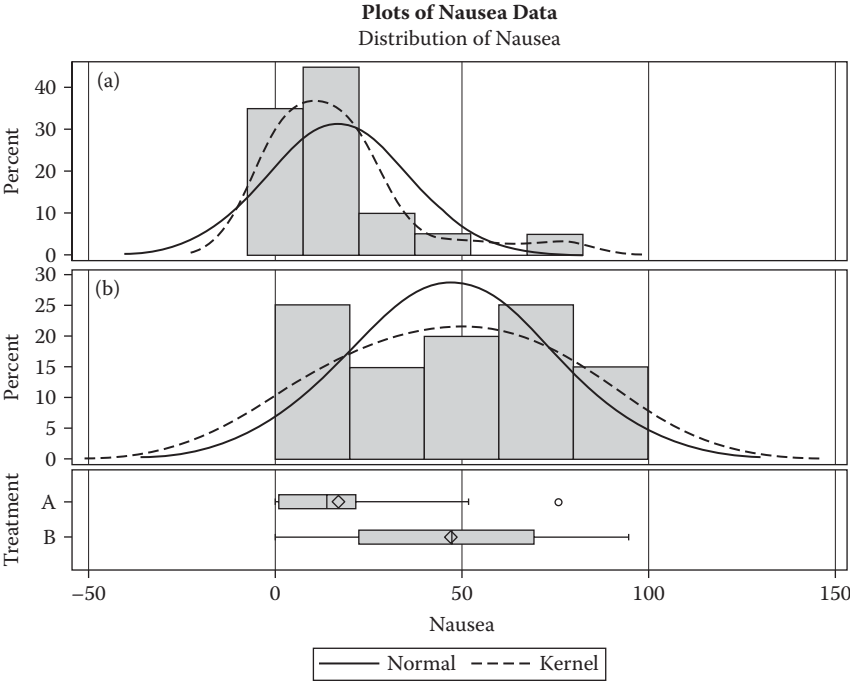 Plots of Nausea Data
Distribution of Nausea
(a)
Percent
40
30
20
10
0
(b)
Percent
30
25
20
15
10
5
0
Treatment
A
B
−50 0 50 100 150
Nausea
Normal Kernel